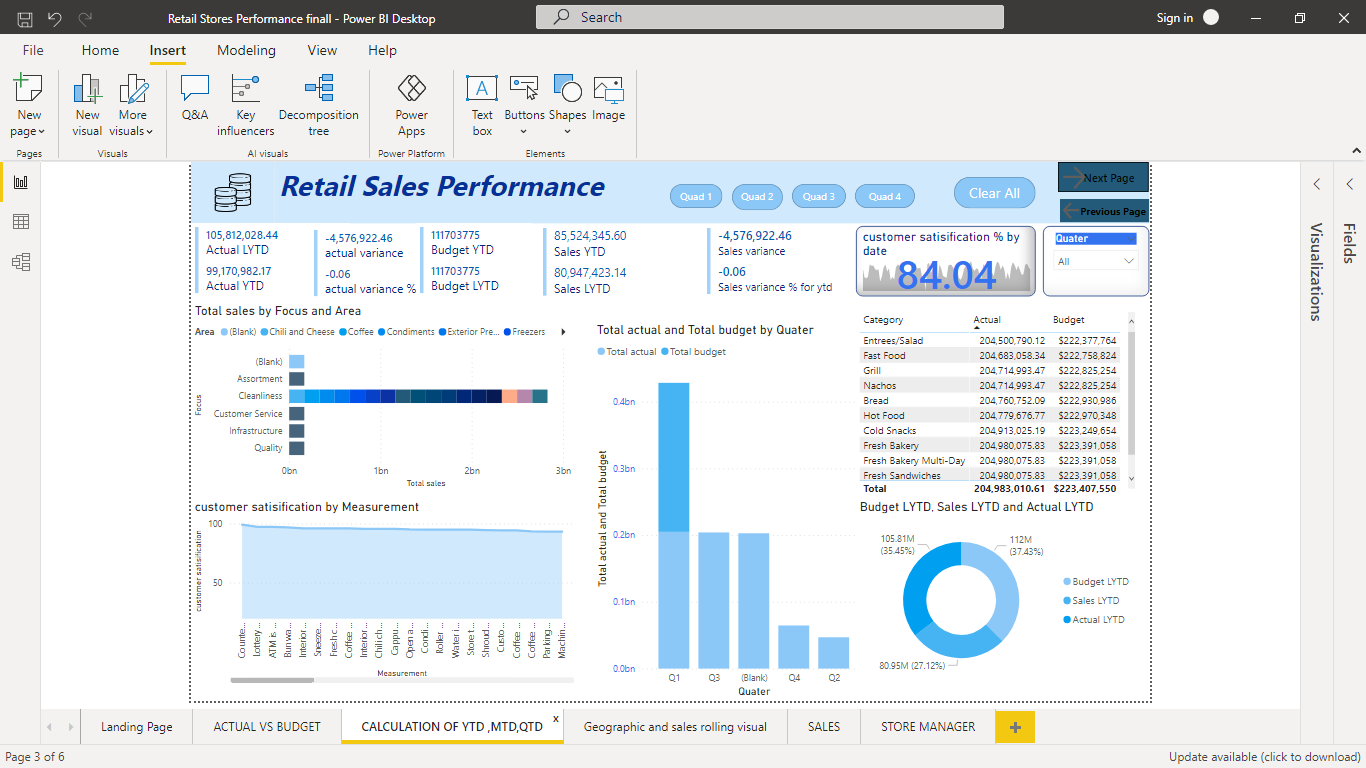 Retail Stores Performance finall - Power BI Desktop
Search
Sign in
File
Home
Insert
Modeling
View
Help
New page
New visual
More visuals
Q&A
Key influencers
Decomposition tree
Power Apps
Text box
Buttons
Shapes
Image
Pages
Visuals
AI visuals
Power Platform
Elements
Retail Sales Performance
Quad 1
Quad 2
Quad 3
Quad 4
Clear All
Next Page
Previous Page
105,812,028.44
Actual LYTD
99,170,982.17
Actual YTD
-4,576,922.46
actual variance
-0.06
actual variance %
111703775
Budget YTD
111703775
Budget LYTD
85,524,345.60
Sales YTD
80,947,423.14
Sales LYTD
-4,576,922.46
Sales variance
-0.06
Sales variance % for ytd
customer satisification % by date
84.04
Quater
All
Visualizations
Fields
Total sales by Focus and Area
Area (Blank) Chili and Cheese Coffee Condiments Exterior Pre... Freezers
Focus
(Blank)
Assortment
Cleanliness
Customer Service
Infrastructure
Quality
0bn 1bn 2bn 3bn
Total sales
customer satisification by Measurement
customer satisification
100
50
Counte...
Lotery ...
ATM is ...
Bunwa...
Interior...
Sneeze...
Fresh c...
Coffee ...
Interior...
Chili ch...
Cappu...
Open a...
Condi...
Roller ...
Water i...
Store t...
Shroud...
Custo...
Coffee ...
Coffee ...
Parking...
Machin...
Measurement
Total actual and Total budget by Quater
Total actual Total budget
Total actual and Total budget
0.4bn
0.3bn
0.2bn
0.1bn
0.0bn
Q1 Q3 (Blank) Q4 Q2
Quater
Category Actual Budget
Entrees/Salad 204,500,790.12 $222,377,764
Fast Food 204,683,058.34 $222,758,824
Grill 204,714,993.47 $222,825,254
Nachos 204,714,993.47 $222,825,254
Bread 204,760,752.09 $222,930,986
Hot Food 204,779,676.77 $222,970,348
Cold Snacks 204,913,025.19 $223,249,654
Fresh Bakery 204,980,075.83 $223,391,058
Fresh Bakery Multi-Day 204,980,075.83 $223,391,058
Fresh Sandwiches 204,980,075.83 $223,391,058
Total 204,983,010.61 $223,407,550
Budget LYTD, Sales LYTD and Actual LYTD
105.81M
(35.45%)
112M
(37.43%)
80.95M (27.12%)
Budget LYTD
Sales LYTD
Actual LYTD
Landing Page
ACTUAL VS BUDGET
CALCULATION OF YTD ,MTD,QTD
x
Geographic and sales rolling visual
SALES
STORE MANAGER
+
Page 3 of 6
Update available (click to download)